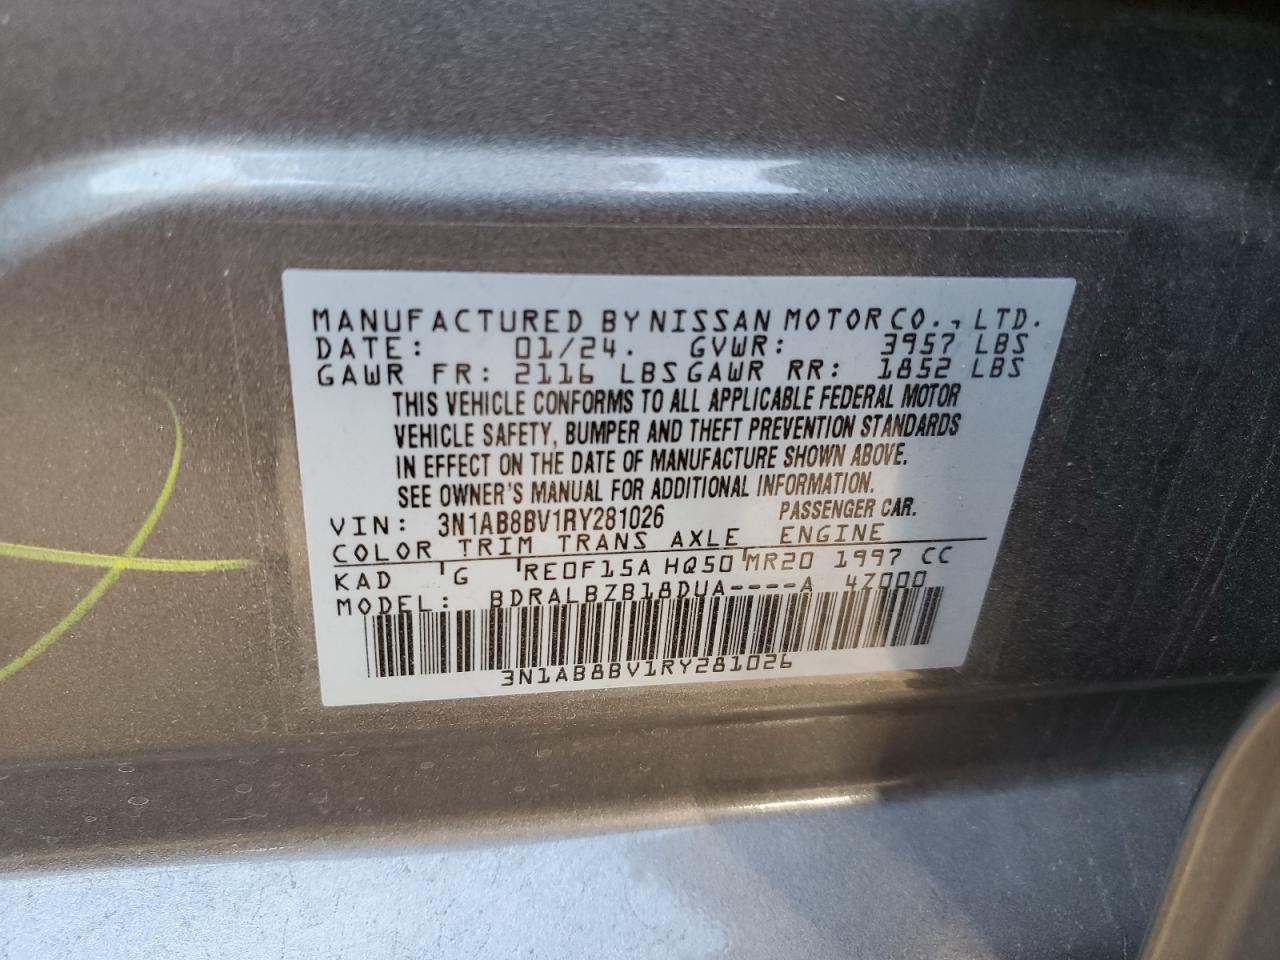 MANUFACTURED BY NISSAN MOTOR CO., LTD.
DATE: 01/24. GVWR: 3957 LBS
GAWR FR: 2116 LBS GAWR RR: 1852 LBS
THIS VEHICLE CONFORMS TO ALL APPLICABLE FEDERAL MOTOR
VEHICLE SAFETY, BUMPER AND THEFT PREVENTION STANDARDS
IN EFFECT ON THE DATE OF MANUFACTURE SHOWN ABOVE.
SEE OWNER'S MANUAL FOR ADDITIONAL INFORMATION.
VIN: 3N1AB8BV1RY281026 PASSENGER CAR.
COLOR TRIM TRANS AXLE ENGINE
KAD G RE0F15A HQ50 MR20 1997 CC
MODEL: BDRALBZB18DUA----A 4Z000
3N1AB8BV1RY281026